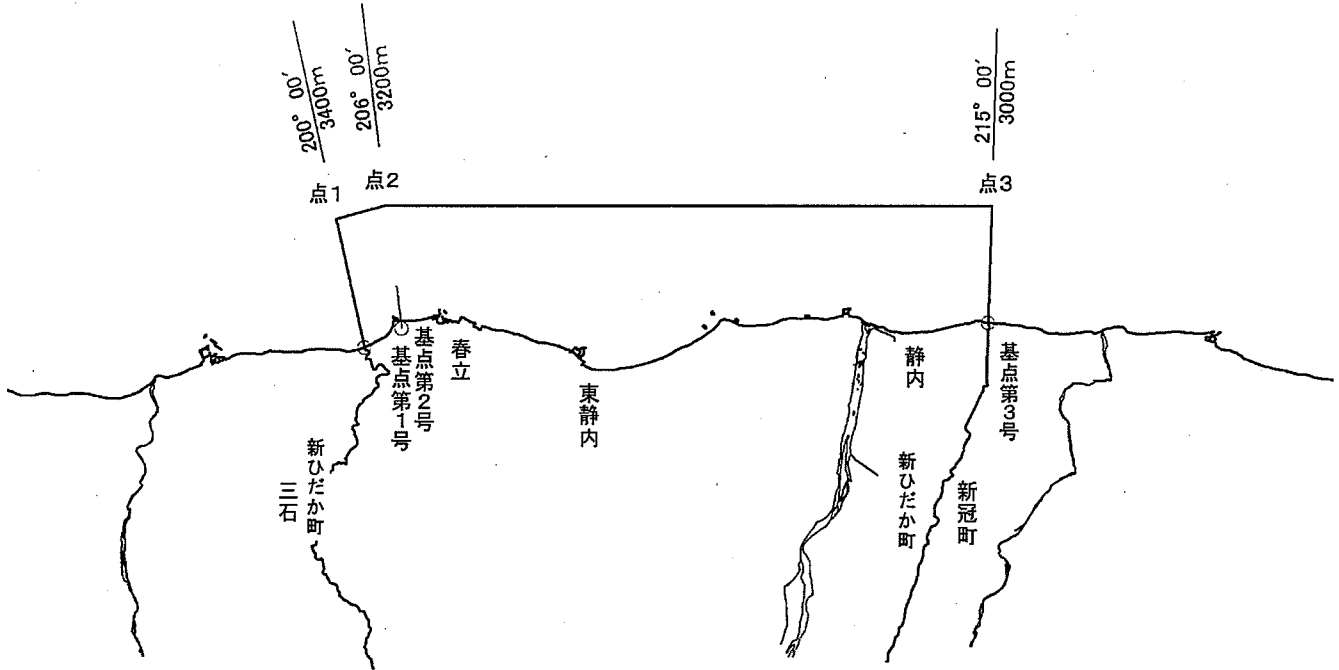 200° 00′
3400m
206° 00′
3200m
215° 00′
3000m
点1
点2
点3
基点第1号
基点第2号
春立
東静内
静内
基点第3号
三石
新ひだか町
新ひだか町
新冠町